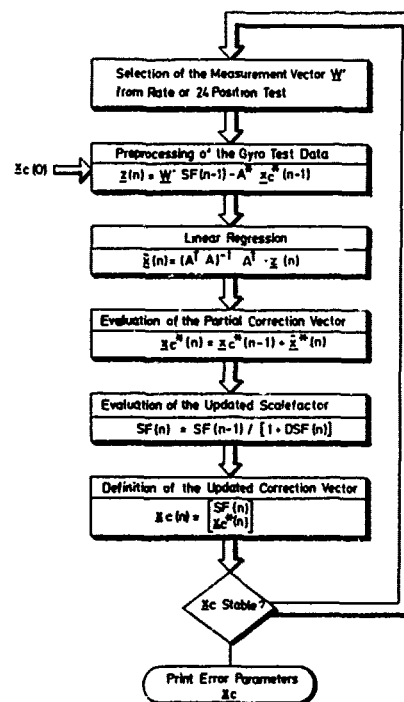 Selection of the Measurement Vector W'
from Rate or 24 Position Test
xc(0)
Preprocessing of the Gyro Test Data
z(n) = W' SF(n-1) - A* xc*(n-1)
Linear Regression
x̂(n) = (A^T A)^-1 A^T · z(n)
Evaluation of the Partial Correction Vector
xc*(n) = xc*(n-1) + x̂*(n)
Evaluation of the Updated Scalefactor
SF(n) = SF(n-1) / [1 + DSF(n)]
Definition of the Updated Correction Vector
xc(n) = [SF(n)
xc*(n)]
xc Stable?
Print Error Parameters
xc